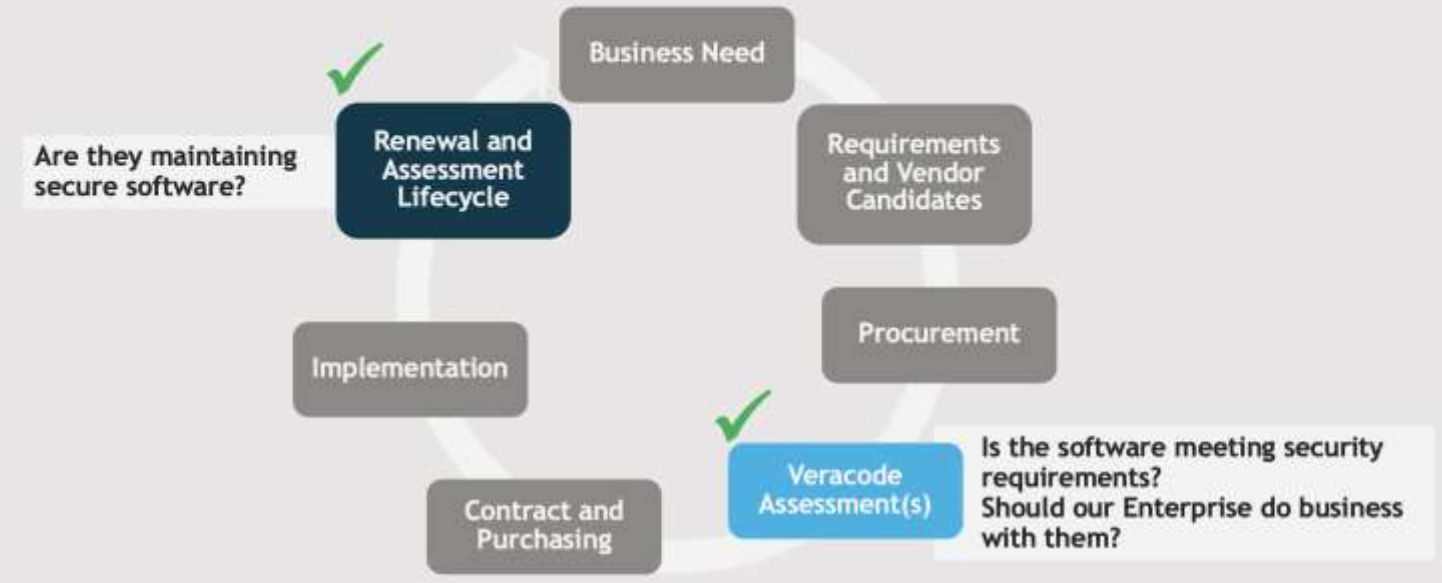 Business Need
Renewal and
Assessment
Lifecycle
Are they maintaining
secure software?
Requirements
and Vendor
Candidates
Procurement
Implementation
Veracode
Assessment(s)
Is the software meeting security
requirements?
Should our Enterprise do business
with them?
Contract and
Purchasing